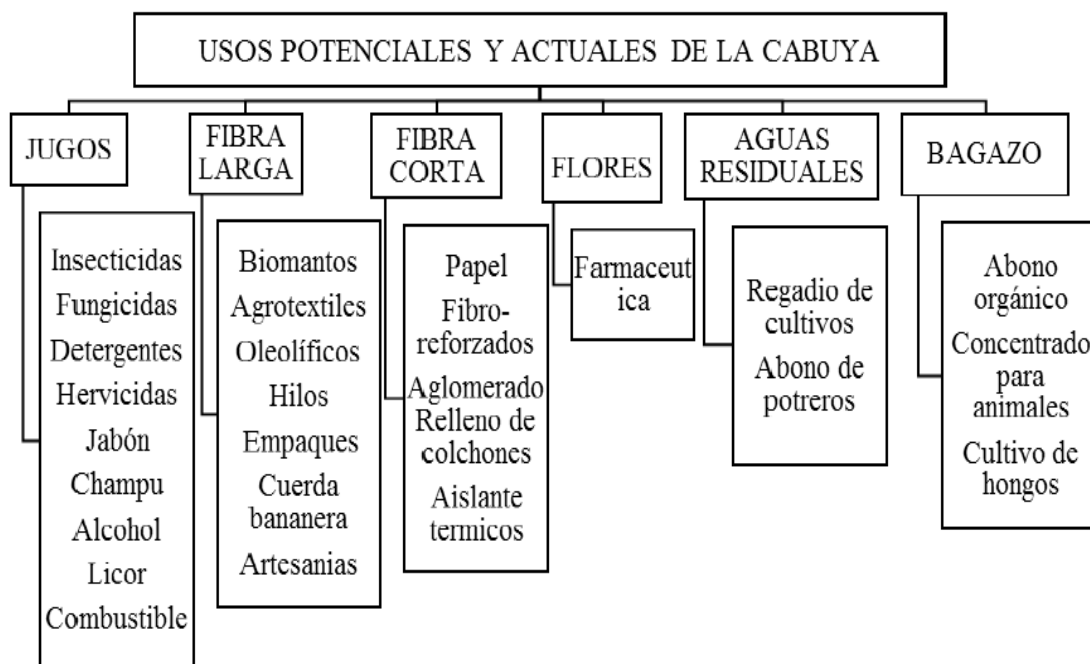 USOS POTENCIALES Y ACTUALES DE LA CABUYA
JUGOS
Insecticidas
Fungicidas
Detergentes
Hervicidas
Jabón
Champu
Alcohol
Licor
Combustible
FIBRA
LARGA
Biomantos
Agrotextiles
Oleolíficos
Hilos
Empaques
Cuerda
bananera
Artesanias
FIBRA
CORTA
Papel
Fibro-
reforzados
Aglomerado
Relleno de
colchones
Aislante
termicos
FLORES
Farmaceut
ica
AGUAS
RESIDUALES
Regadio de
cultivos
Abono de
potreros
BAGAZO
Abono
orgánico
Concentrado
para
animales
Cultivo de
hongos